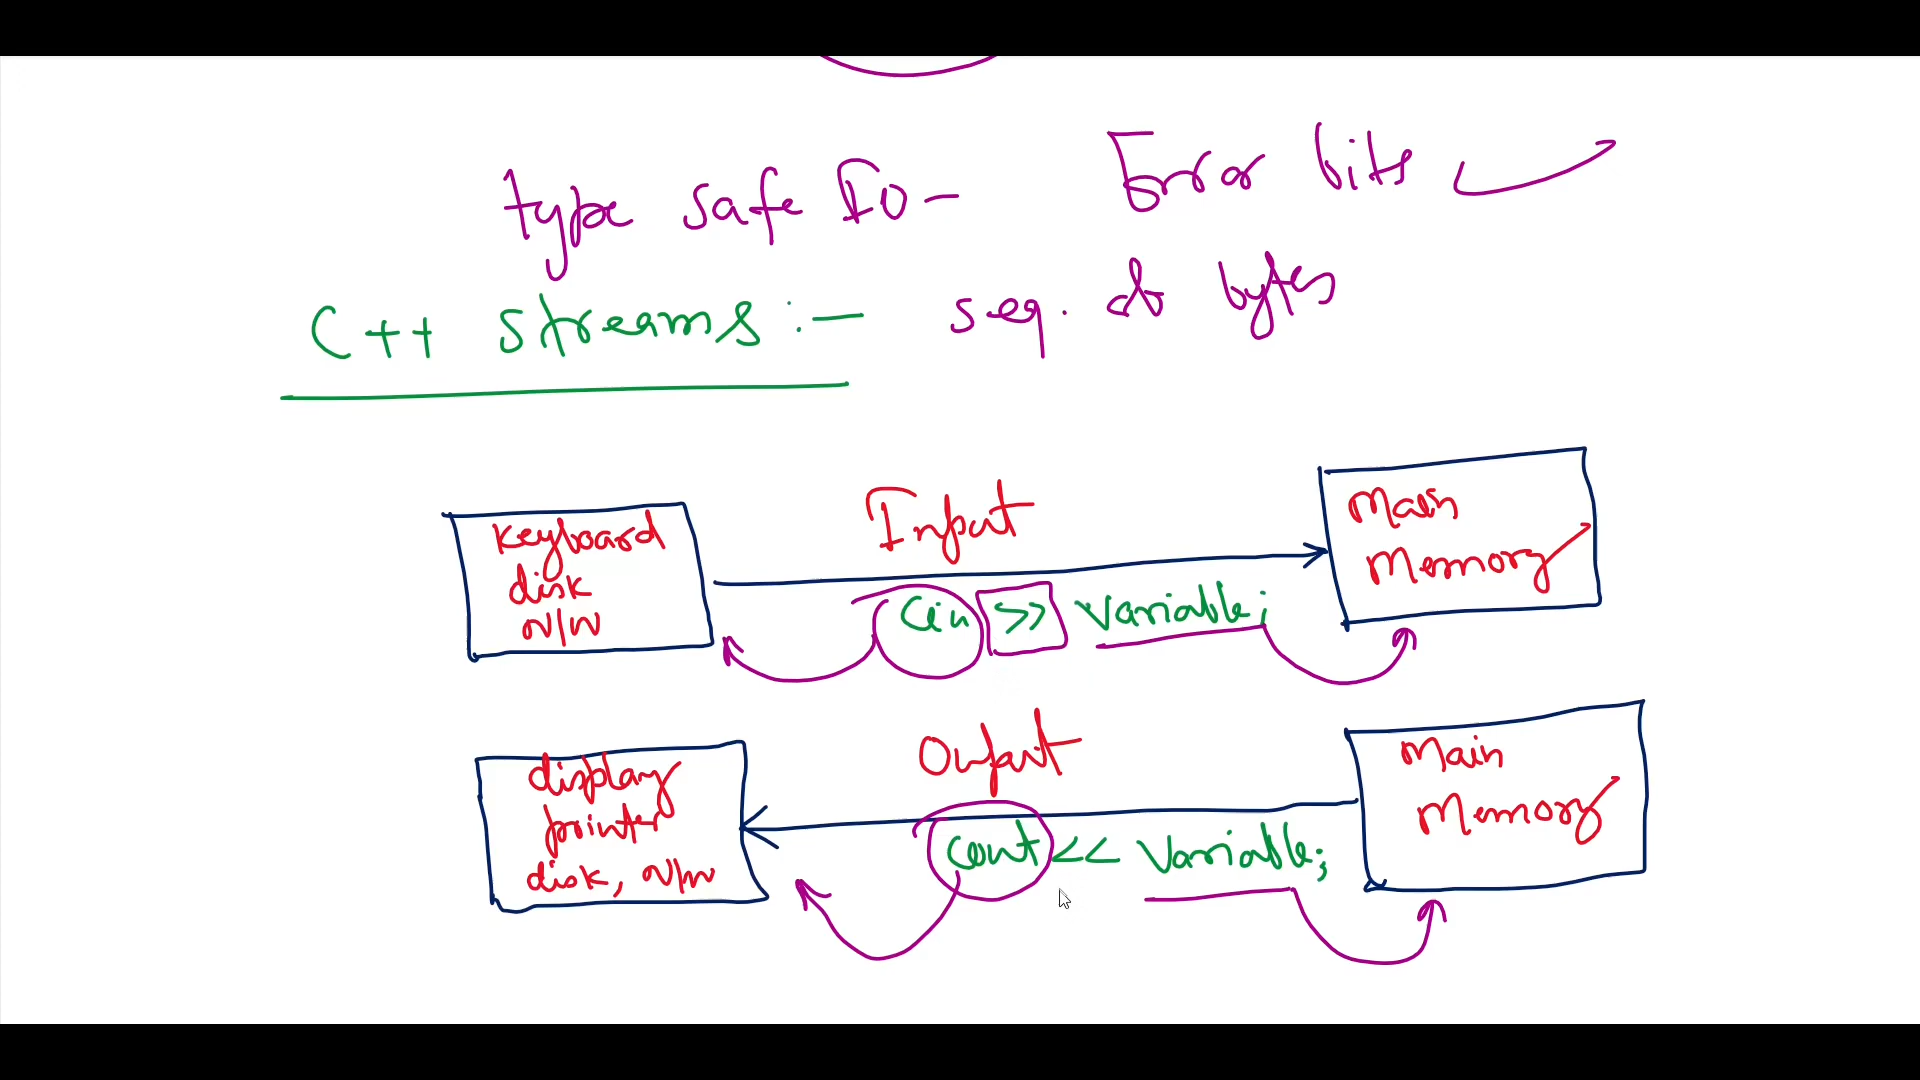 type safe IO - Error bits
C++ streams :- seq. of bytes
keyboard
disk
N/W
Input
cin >> variable;
Main
Memory
display
printer
disk, N/W
Output
cout << variable;
Main
Memory